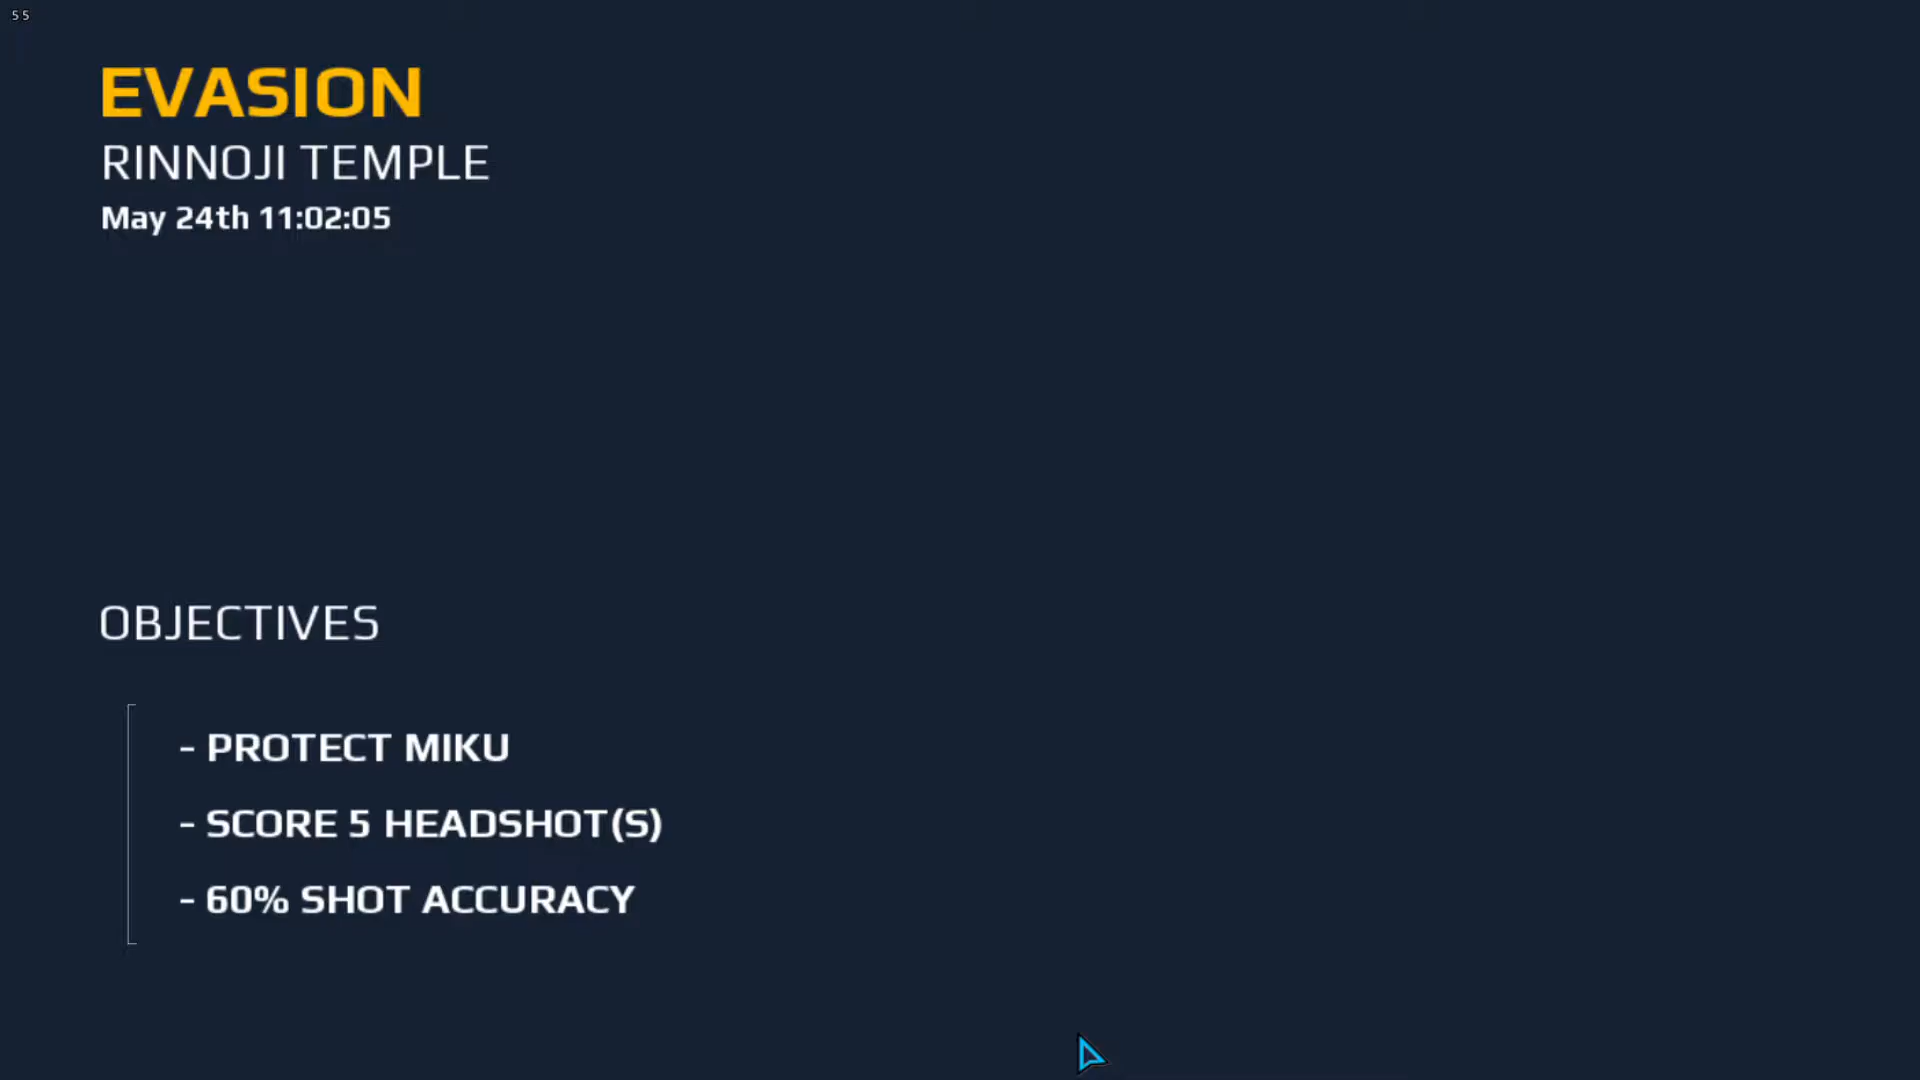 55
EVASION
RINNOJI TEMPLE
May 24th 11:02:05
OBJECTIVES
- PROTECT MIKU
- SCORE 5 HEADSHOT(S)
- 60% SHOT ACCURACY